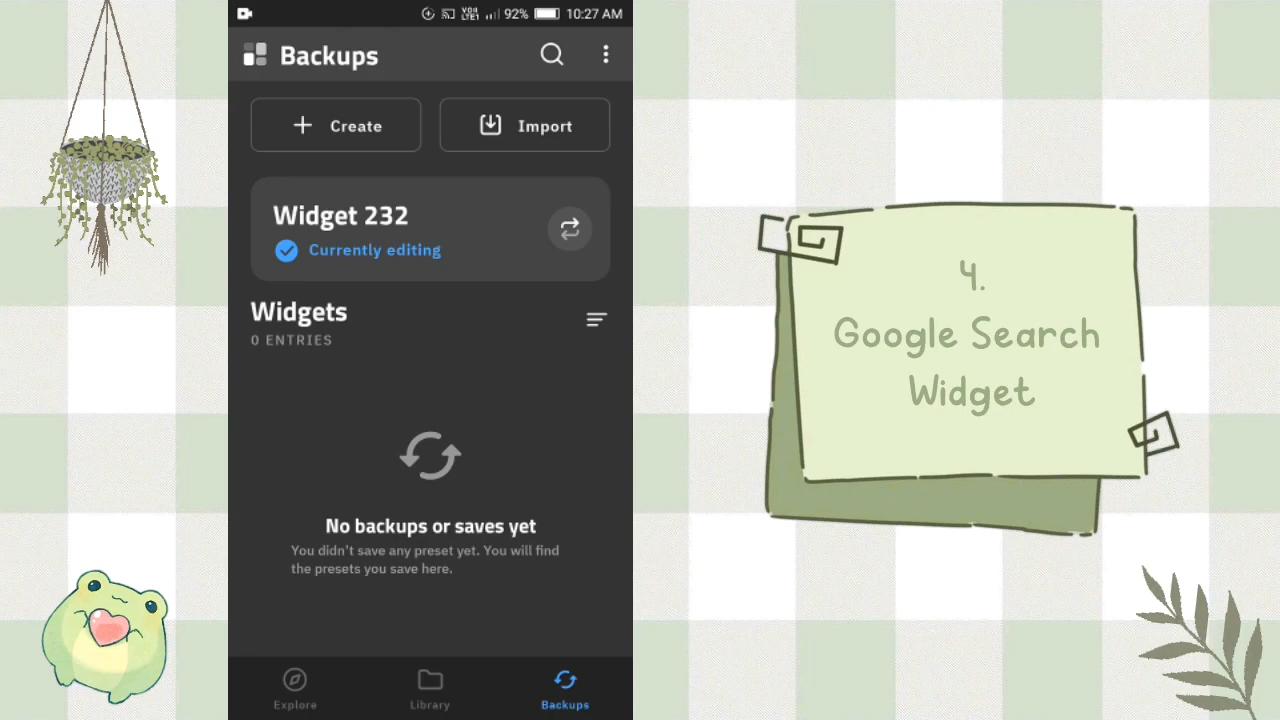 92% 10:27 AM
Backups
Create
Import
Widget 232
Currently editing
Widgets
0 ENTRIES
No backups or saves yet
You didn't save any preset yet. You will find
the presets you save here.
Explore
Library
Backups
4.
Google Search
Widget